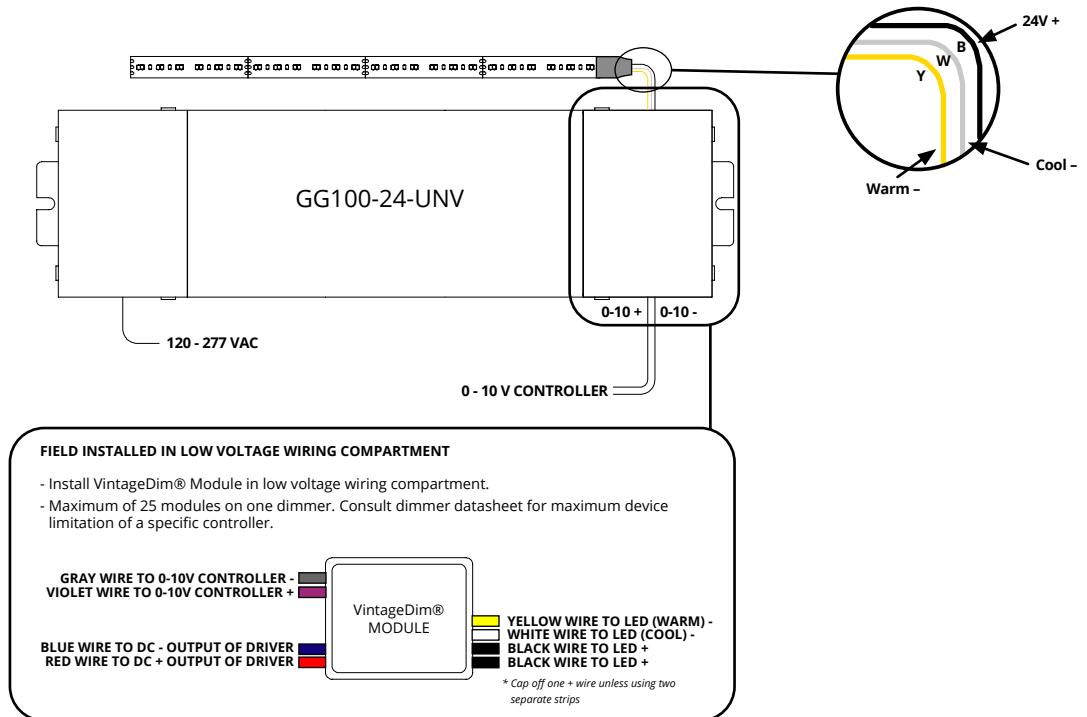 24V +
B
W
Y
Cool –
Warm –
GG100-24-UNV
0-10 +
0-10 -
120 - 277 VAC
0 - 10 V CONTROLLER
FIELD INSTALLED IN LOW VOLTAGE WIRING COMPARTMENT
- Install VintageDim® Module in low voltage wiring compartment.
- Maximum of 25 modules on one dimmer. Consult dimmer datasheet for maximum device
limitation of a specific controller.
GRAY WIRE TO 0-10V CONTROLLER -
VIOLET WIRE TO 0-10V CONTROLLER +
BLUE WIRE TO DC - OUTPUT OF DRIVER
RED WIRE TO DC + OUTPUT OF DRIVER
VintageDim®
MODULE
YELLOW WIRE TO LED (WARM) -
WHITE WIRE TO LED (COOL) -
BLACK WIRE TO LED +
BLACK WIRE TO LED +
* Cap off one + wire unless using two
separate strips